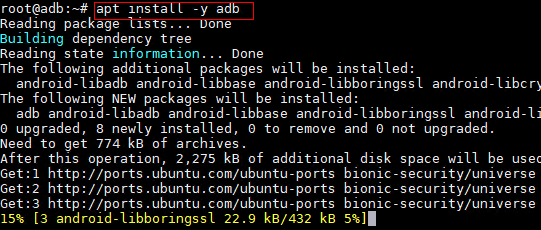 root@adb:~# apt install -y adb
Reading package lists... Done
Building dependency tree
Reading state information... Done
The following additional packages will be installed:
  android-libadb android-libbase android-libboringssl android-libcry
The following NEW packages will be installed:
  adb android-libadb android-libbase android-libboringssl android-li
0 upgraded, 8 newly installed, 0 to remove and 0 not upgraded.
Need to get 774 kB of archives.
After this operation, 2,275 kB of additional disk space will be used
Get:1 http://ports.ubuntu.com/ubuntu-ports bionic-security/universe
Get:2 http://ports.ubuntu.com/ubuntu-ports bionic-security/universe
Get:3 http://ports.ubuntu.com/ubuntu-ports bionic-security/universe
15% [3 android-libboringssl 22.9 kB/432 kB 5%]